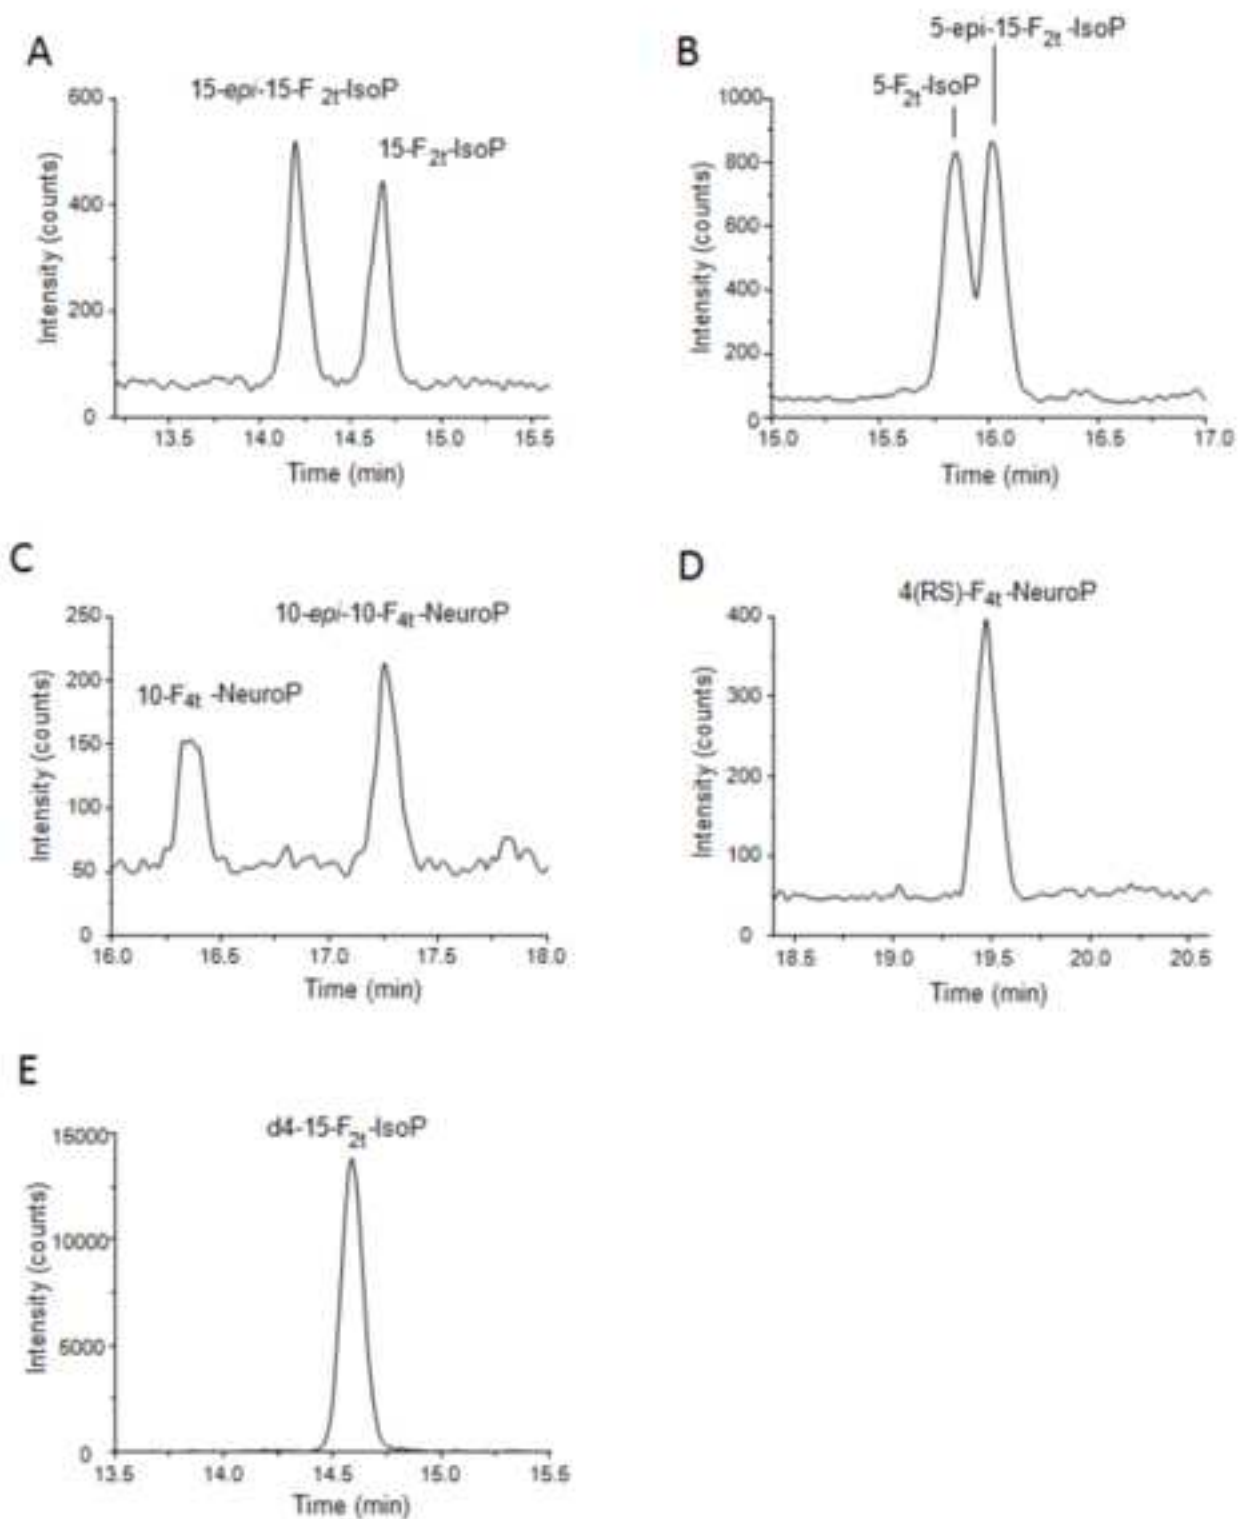 A
15-epi-15-F2t-IsoP
15-F2t-IsoP
600
400
200
0
Intensity (counts)
13.5 14.0 14.5 15.0 15.5
Time (min)
B
5-epi-15-F2t-IsoP
5-F2t-IsoP
1000
800
600
400
200
0
Intensity (counts)
15.0 15.5 16.0 16.5 17.0
Time (min)
C
10-epi-10-F4t-NeuroP
10-F4t-NeuroP
250
200
150
100
50
0
Intensity (counts)
16.0 16.5 17.0 17.5 18.0
Time (min)
D
4(RS)-F4t-NeuroP
400
300
200
100
0
Intensity (counts)
18.5 19.0 19.5 20.0 20.5
Time (min)
E
d4-15-F2t-IsoP
15000
10000
5000
0
Intensity (counts)
13.5 14.0 14.5 15.0 15.5
Time (min)